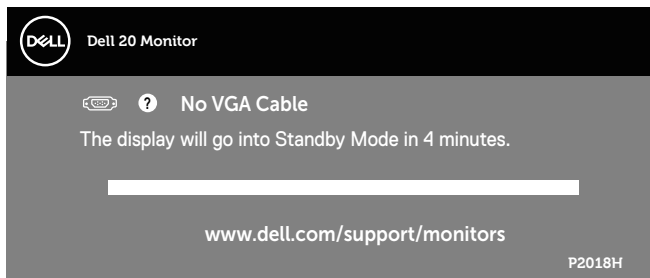 DELL
Dell 20 Monitor
? No VGA Cable
The display will go into Standby Mode in 4 minutes.
www.dell.com/support/monitors
P2018H